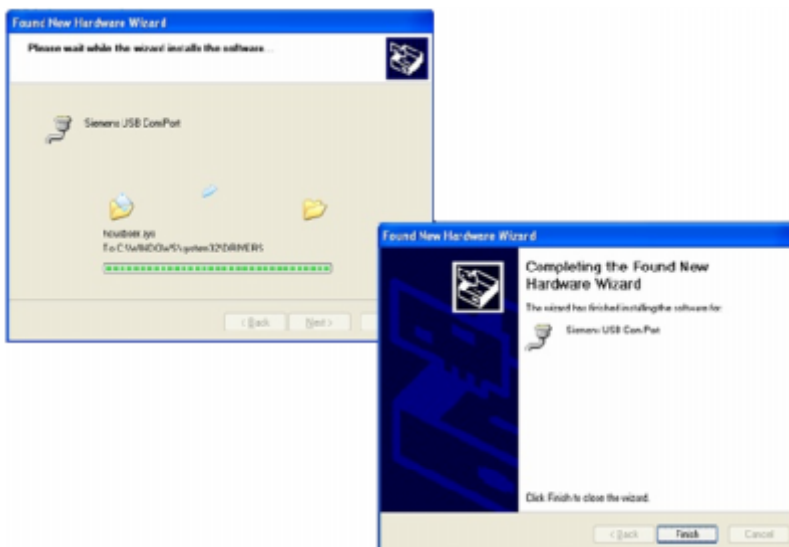 Found New Hardware Wizard
Please wait while the wizard installs the software...
Siemens USB ComPort
To C:\WINDOWS\system32\DRIVERS
< Back Next >
Found New Hardware Wizard
Completing the Found New
Hardware Wizard
The wizard has finished installing the software for:
Siemens USB ComPort
Click Finish to close the wizard.
< Back Finish Cancel